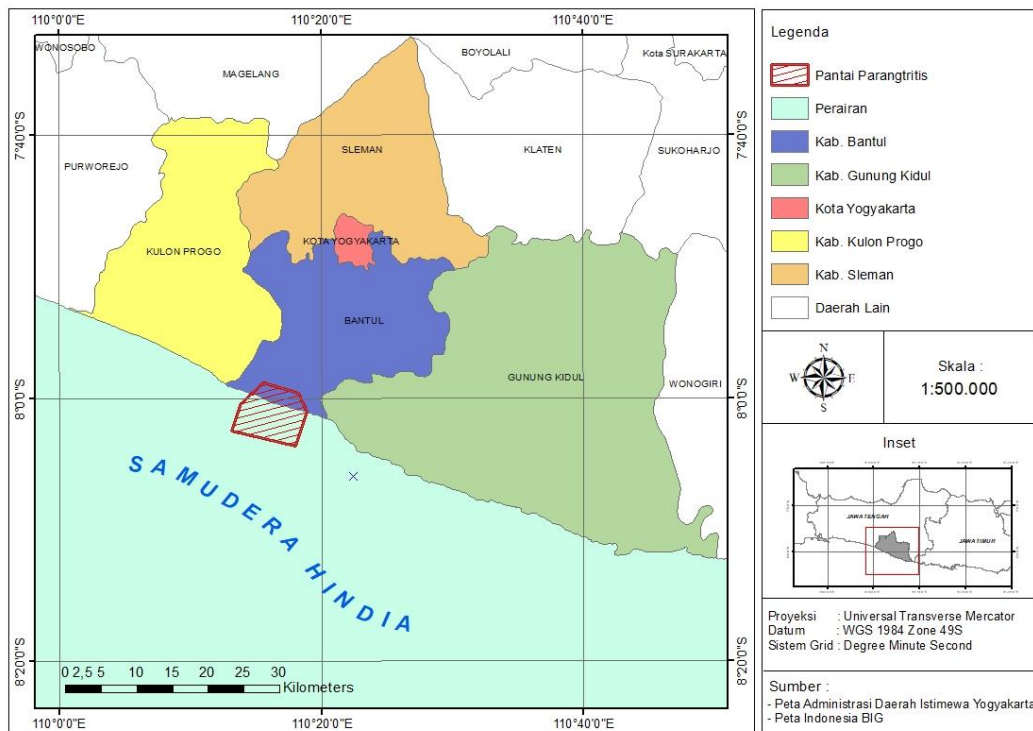 110°0'0"E 110°20'0"E 110°40'0"E
WONOSOBO
MAGELANG
BOYOLALI
Kota SURAKARTA
7°40'0"S
7°40'0"S
SLEMAN
KLATEN
SUKOHARJO
PURWOREJO
KULON PROGO
KOTA YOGYAKARTA
BANTUL
GUNUNG KIDUL
WONOGIRI
8°0'0"S
8°0'0"S
SAMUDERA HINDIA
8°20'0"S
8°20'0"S
0 2,5 5 10 15 20 25 30
Kilometers
110°0'0"E 110°20'0"E 110°40'0"E
Legenda
Pantai Parangtritis
Perairan
Kab. Bantul
Kab. Gunung Kidul
Kota Yogyakarta
Kab. Kulon Progo
Kab. Sleman
Daerah Lain
N
W E
S
Skala :
1:500.000
Inset
JAWA TENGAH
JAWA TIMUR
Proyeksi : Universal Transverse Mercator
Datum : WGS 1984 Zone 49S
Sistem Grid : Degree Minute Second
Sumber :
- Peta Administrasi Daerah Istimewa Yogyakarta
- Peta Indonesia BIG